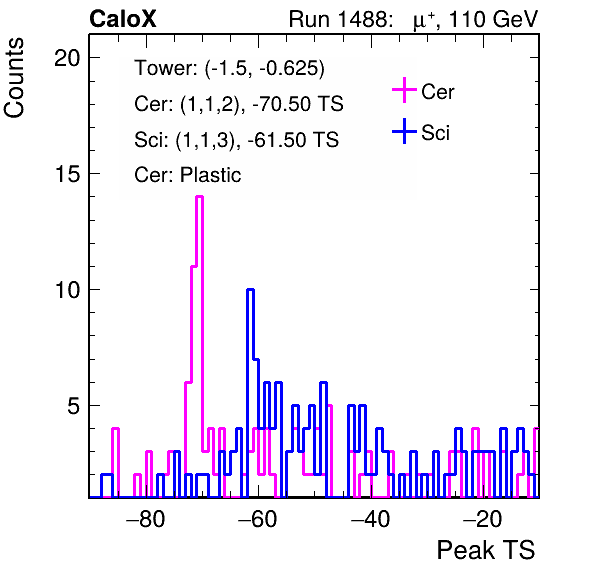 CaloX Run 1488: μ⁺, 110 GeV
Counts
Tower: (-1.5, -0.625)
Cer: (1,1,2), -70.50 TS
Sci: (1,1,3), -61.50 TS
Cer: Plastic
Cer
Sci
20
15
10
5
−80 −60 −40 −20
Peak TS